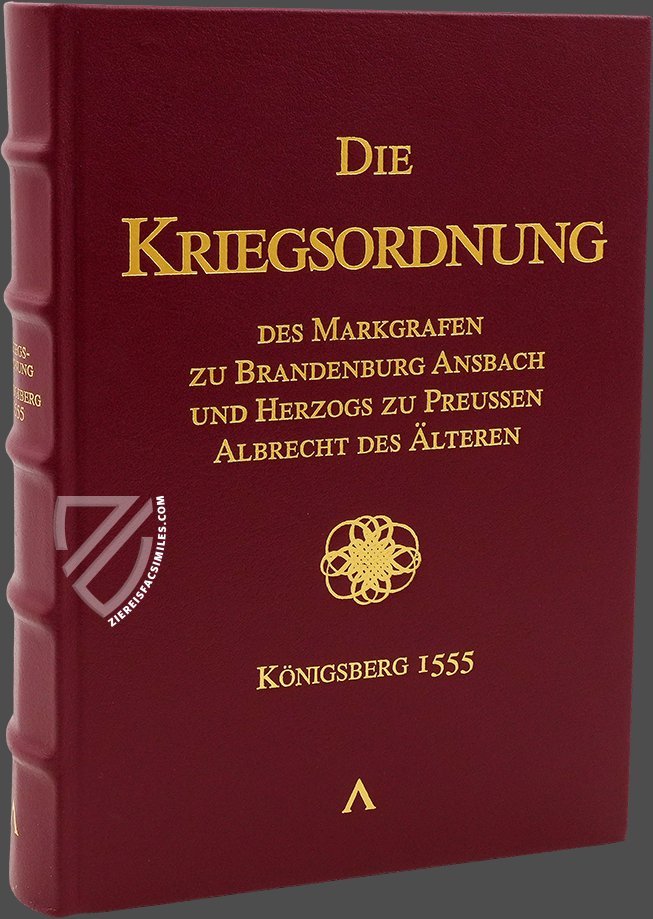 DIE
KRIEGSORDNUNG
DES MARKGRAFEN
ZU BRANDENBURG ANSBACH
UND HERZOGS ZU PREUSSEN
ALBRECHT DES ÄLTEREN
KÖNIGSBERG 1555
ZIEREISFACSIMILES.COM